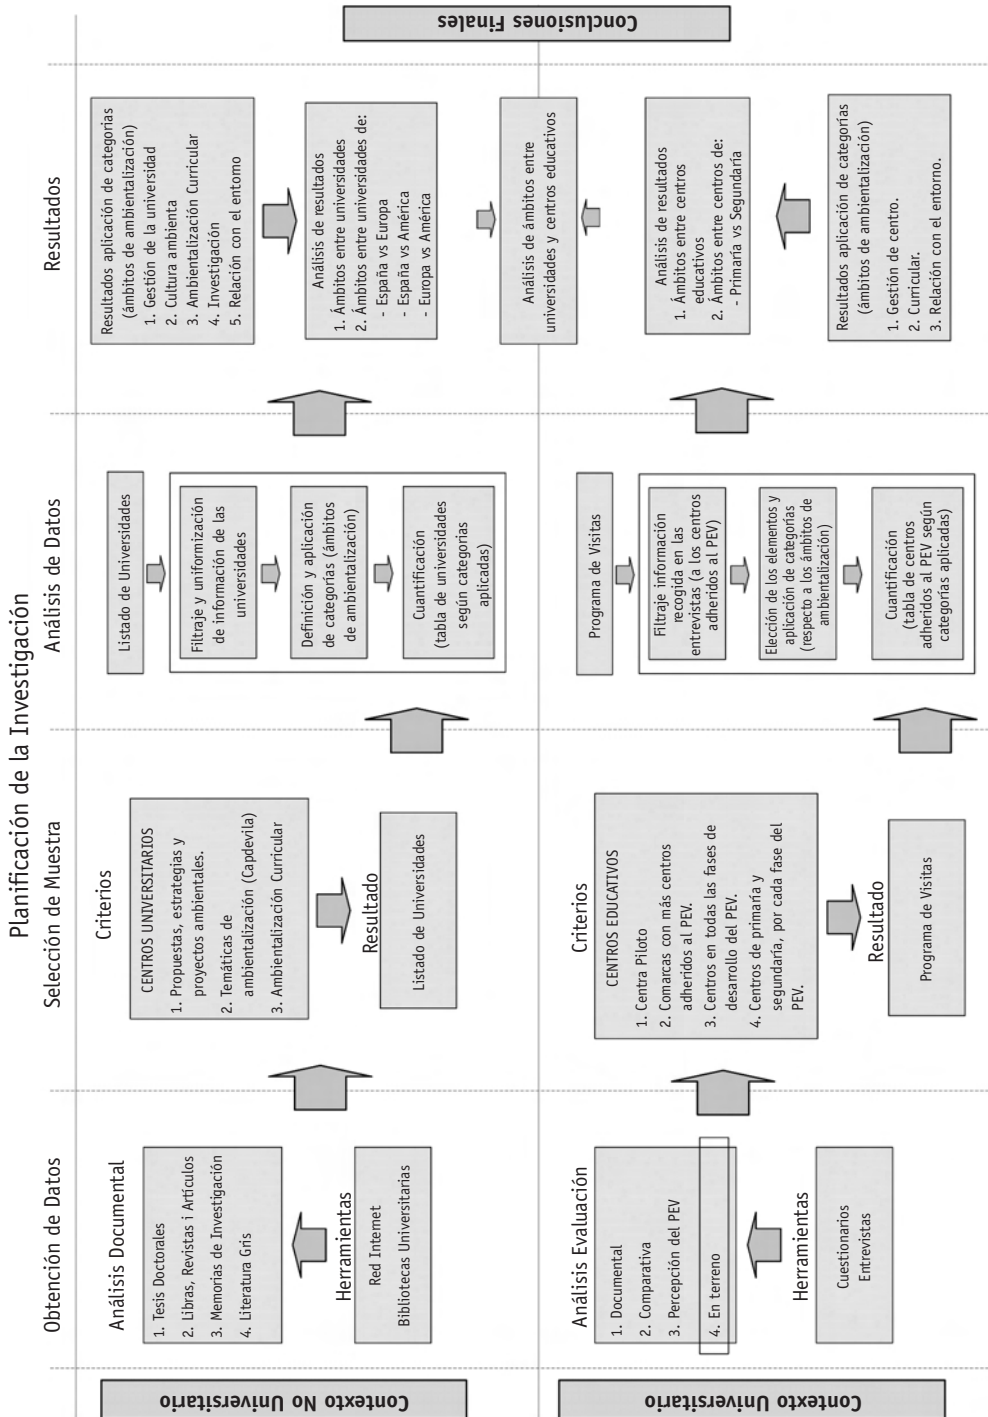 Planificación de la Investigación
Obtención de Datos
Selección de Muestra
Análisis de Datos
Resultados
Contexto No Universitario
Análisis Documental
1. Tesis Doctorales
2. Libras, Revistas i Artículos
3. Memorias de Investigación
4. Literatura Gris
Herramientas
Red Internet
Bibliotecas Universitarias
Criterios
CENTROS UNIVERSITARIOS
1. Propuestas, estrategias y
proyectos ambientales.
2. Temáticas de
ambientalización (Capdevila)
3. Ambientalización Curricular
Resultado
Listado de Universidades
Listado de Universidades
Filtraje y uniformización
de información de las
universidades
Definición y aplicación
de categorías (ámbitos
de ambientalización)
Cuantificación
(tabla de universidades
según categorias
aplicadas)
Resultados aplicación de categorías
(ámbitos de ambientalización)
1. Gestión de la universidad
2. Cultura ambienta
3. Ambientalización Curricular
4. Investigación
5. Relación con el entomo
Análisis de resultados
1. Ámbitos entre universidades
2. Ámbitos entre universidades de:
- España vs Europa
- España vs América
- Europa vs América
Análisis de ámbitos entre
universidades y centros educativos
Contexto Universitario
Análisis Evaluación
1. Documental
2. Comparativa
3. Percepción del PEV
4. En terreno
Herramientas
Cuestionarios
Entrevistas
Criterios
CENTROS EDUCATIVOS
1. Centra Piloto
2. Comarcas con más centros
adheridos al PEV.
3. Centros en todas las fases de
desarrollo del PEV.
4. Centros de primaria y
segundaría, por cada fase del
PEV.
Resultado
Programa de Visitas
Programa de Visitas
Filtraje información
recogida en las
entrevistas (a los centros
adheridos al PEV)
Elección de los elementos y
aplicación de categorías
(respecto a los ámbitos de
ambientalización)
Cuantificación
(tabla de centros
adheridos al PEV según
categorías aplicadas)
Análisis de resultados
1. Ámbitos entre centros
educativos
2. Ámbitos entre centros de:
- Primaria vs Segundaría
Resultados aplicación de categorías
(ámbitos de ambientalización)
1. Gestión de centro.
2. Curricular.
3. Relación con el entorno.
Conclusiones Finales